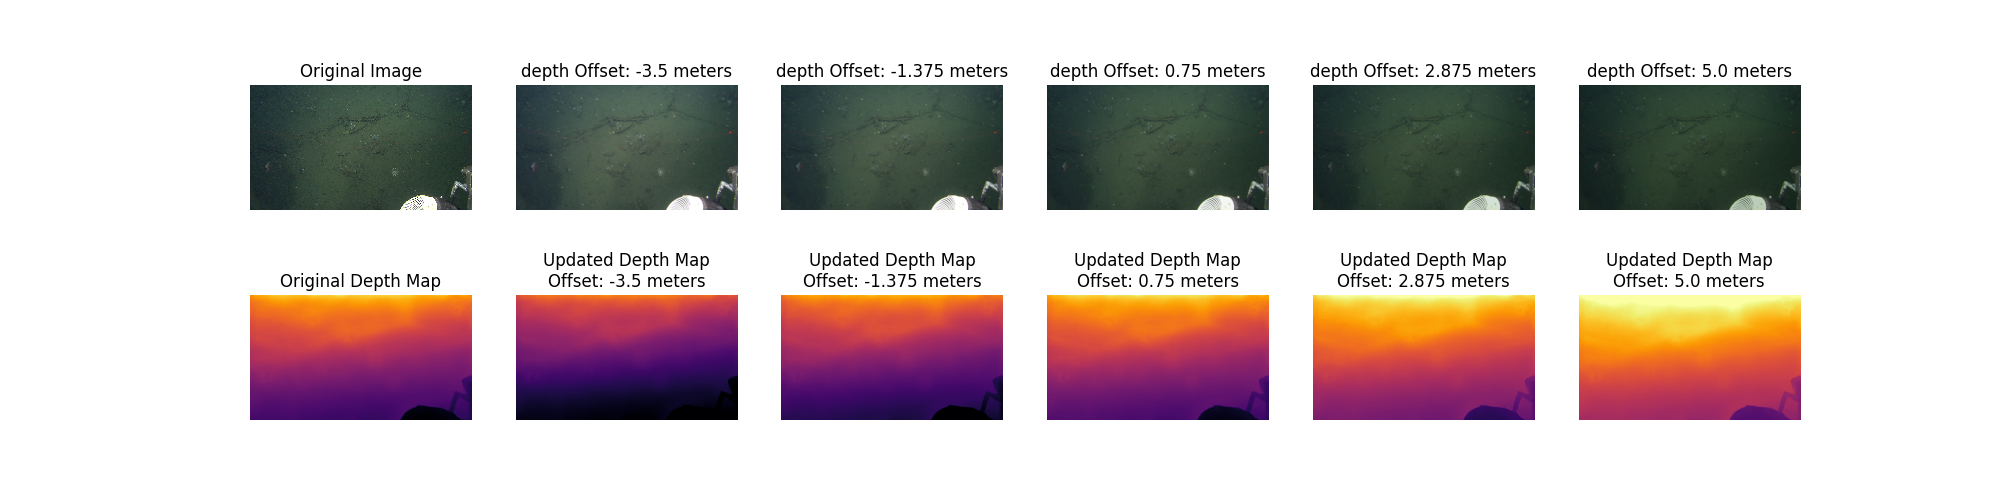 Original Image
depth Offset: -3.5 meters
depth Offset: -1.375 meters
depth Offset: 0.75 meters
depth Offset: 2.875 meters
depth Offset: 5.0 meters
Original Depth Map
Updated Depth Map
Offset: -3.5 meters
Updated Depth Map
Offset: -1.375 meters
Updated Depth Map
Offset: 0.75 meters
Updated Depth Map
Offset: 2.875 meters
Updated Depth Map
Offset: 5.0 meters